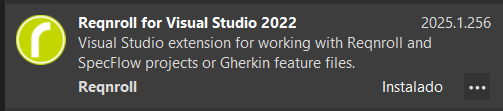 Reqnroll for Visual Studio 2022 2025.1.256
Visual Studio extension for working with Reqnroll and
SpecFlow projects or Gherkin feature files.
Reqnroll Instalado